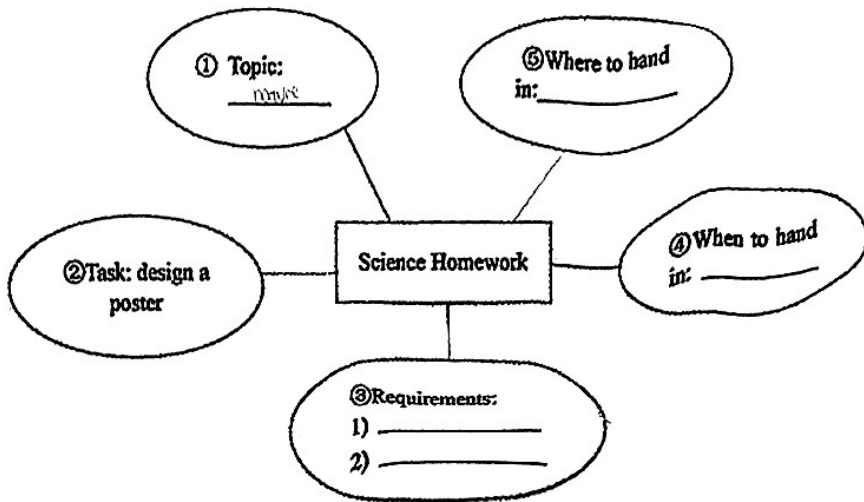 ① Topic:
⑤Where to hand
in:
②Task: design a
poster
Science Homework
④When to hand
in:
③Requirements:
1)
2)